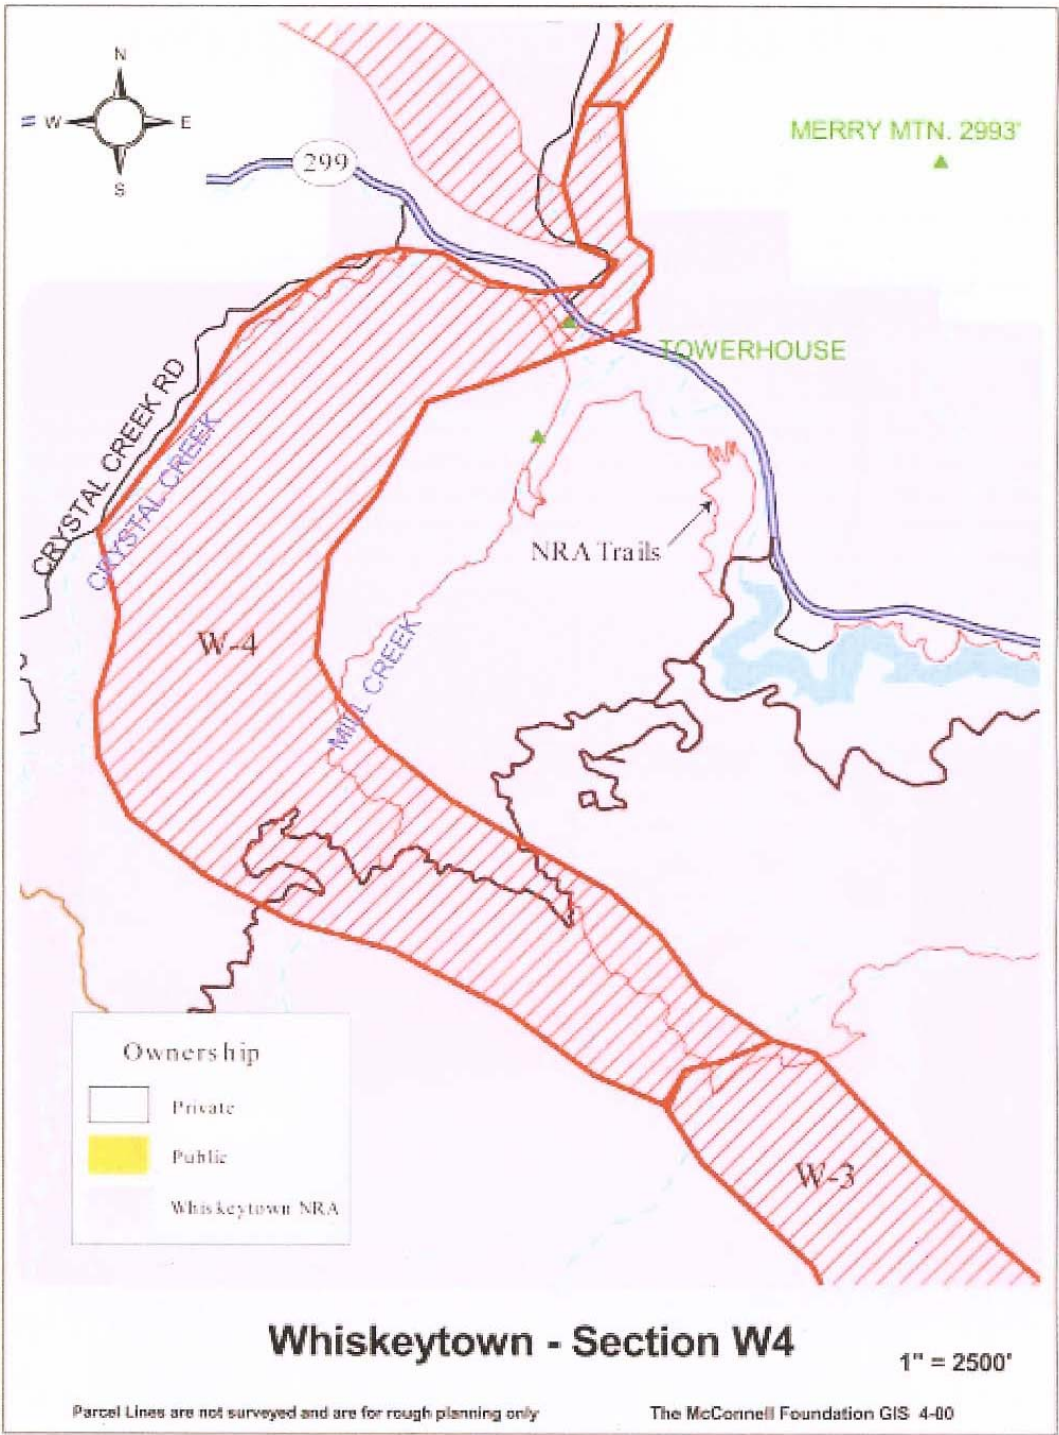 N
W E
S
299
MERRY MTN. 2993'
TOWERHOUSE
CRYSTAL CREEK RD
CRYSTAL CREEK
NRA Trails
W-4
MILL CREEK
Ownership
Private
Public
Whiskeytown NRA
W-3
Whiskeytown - Section W4
1" = 2500'
Parcel Lines are not surveyed and are for rough planning only
The McConnell Foundation GIS 4-00